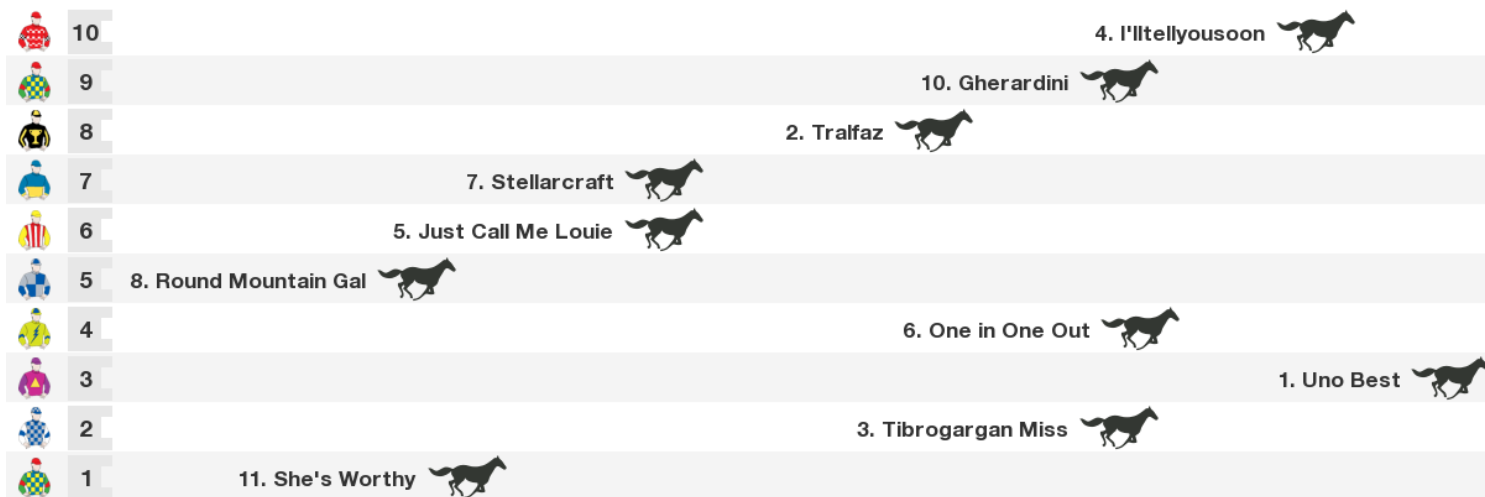 10 4. I'lltellyousoon
9 10. Gherardini
8 2. Tralfaz
7 7. Stellarcraft
6 5. Just Call Me Louie
5 8. Round Mountain Gal
4 6. One in One Out
3 1. Uno Best
2 3. Tibrogargan Miss
1 11. She's Worthy